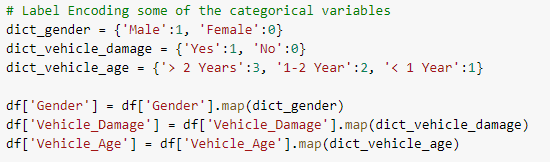 # Label Encoding some of the categorical variables
dict_gender = {'Male':1, 'Female':0}
dict_vehicle_damage = {'Yes':1, 'No':0}
dict_vehicle_age = {'> 2 Years':3, '1-2 Year':2, '< 1 Year':1}
df['Gender'] = df['Gender'].map(dict_gender)
df['Vehicle_Damage'] = df['Vehicle_Damage'].map(dict_vehicle_damage)
df['Vehicle_Age'] = df['Vehicle_Age'].map(dict_vehicle_age)